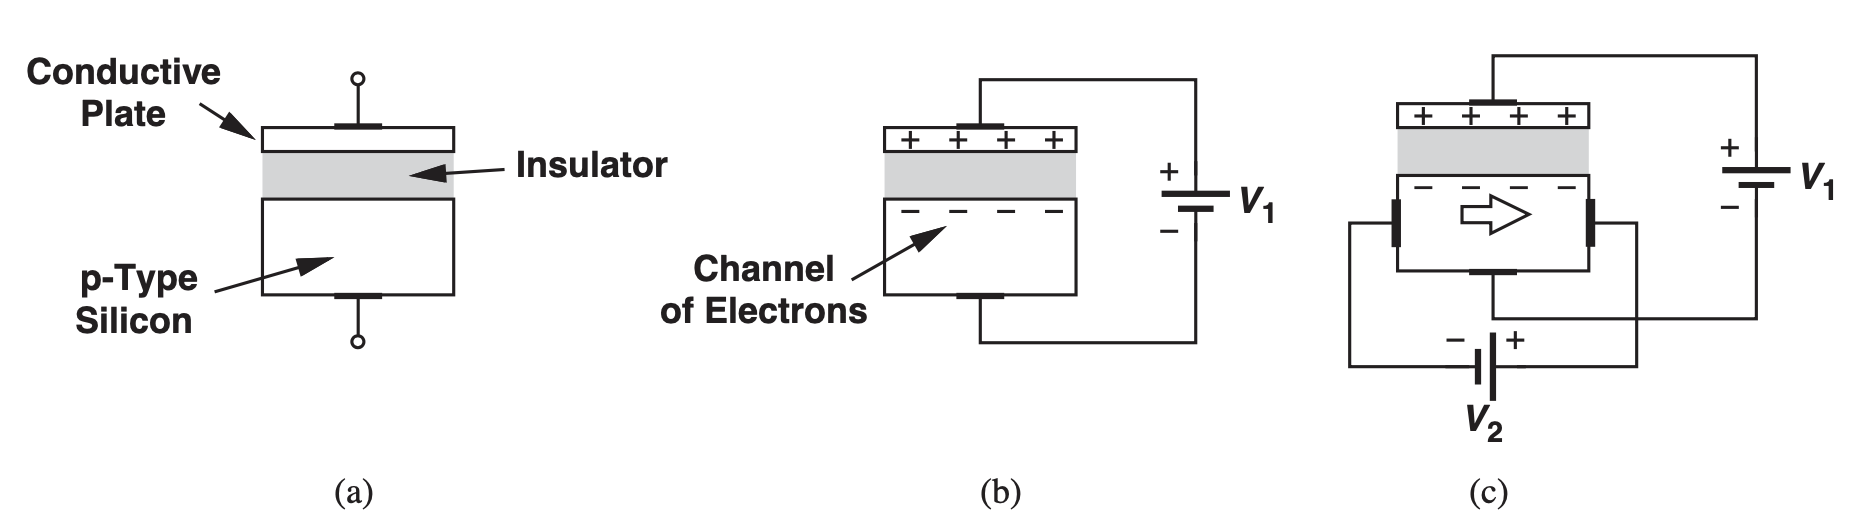 Conductive
Plate
Insulator
p-Type
Silicon
(a)
+ + + +
− − − −
+
V1
−
Channel
of Electrons
(b)
+ + + +
− − − −
+
V1
−
− +
V2
(c)